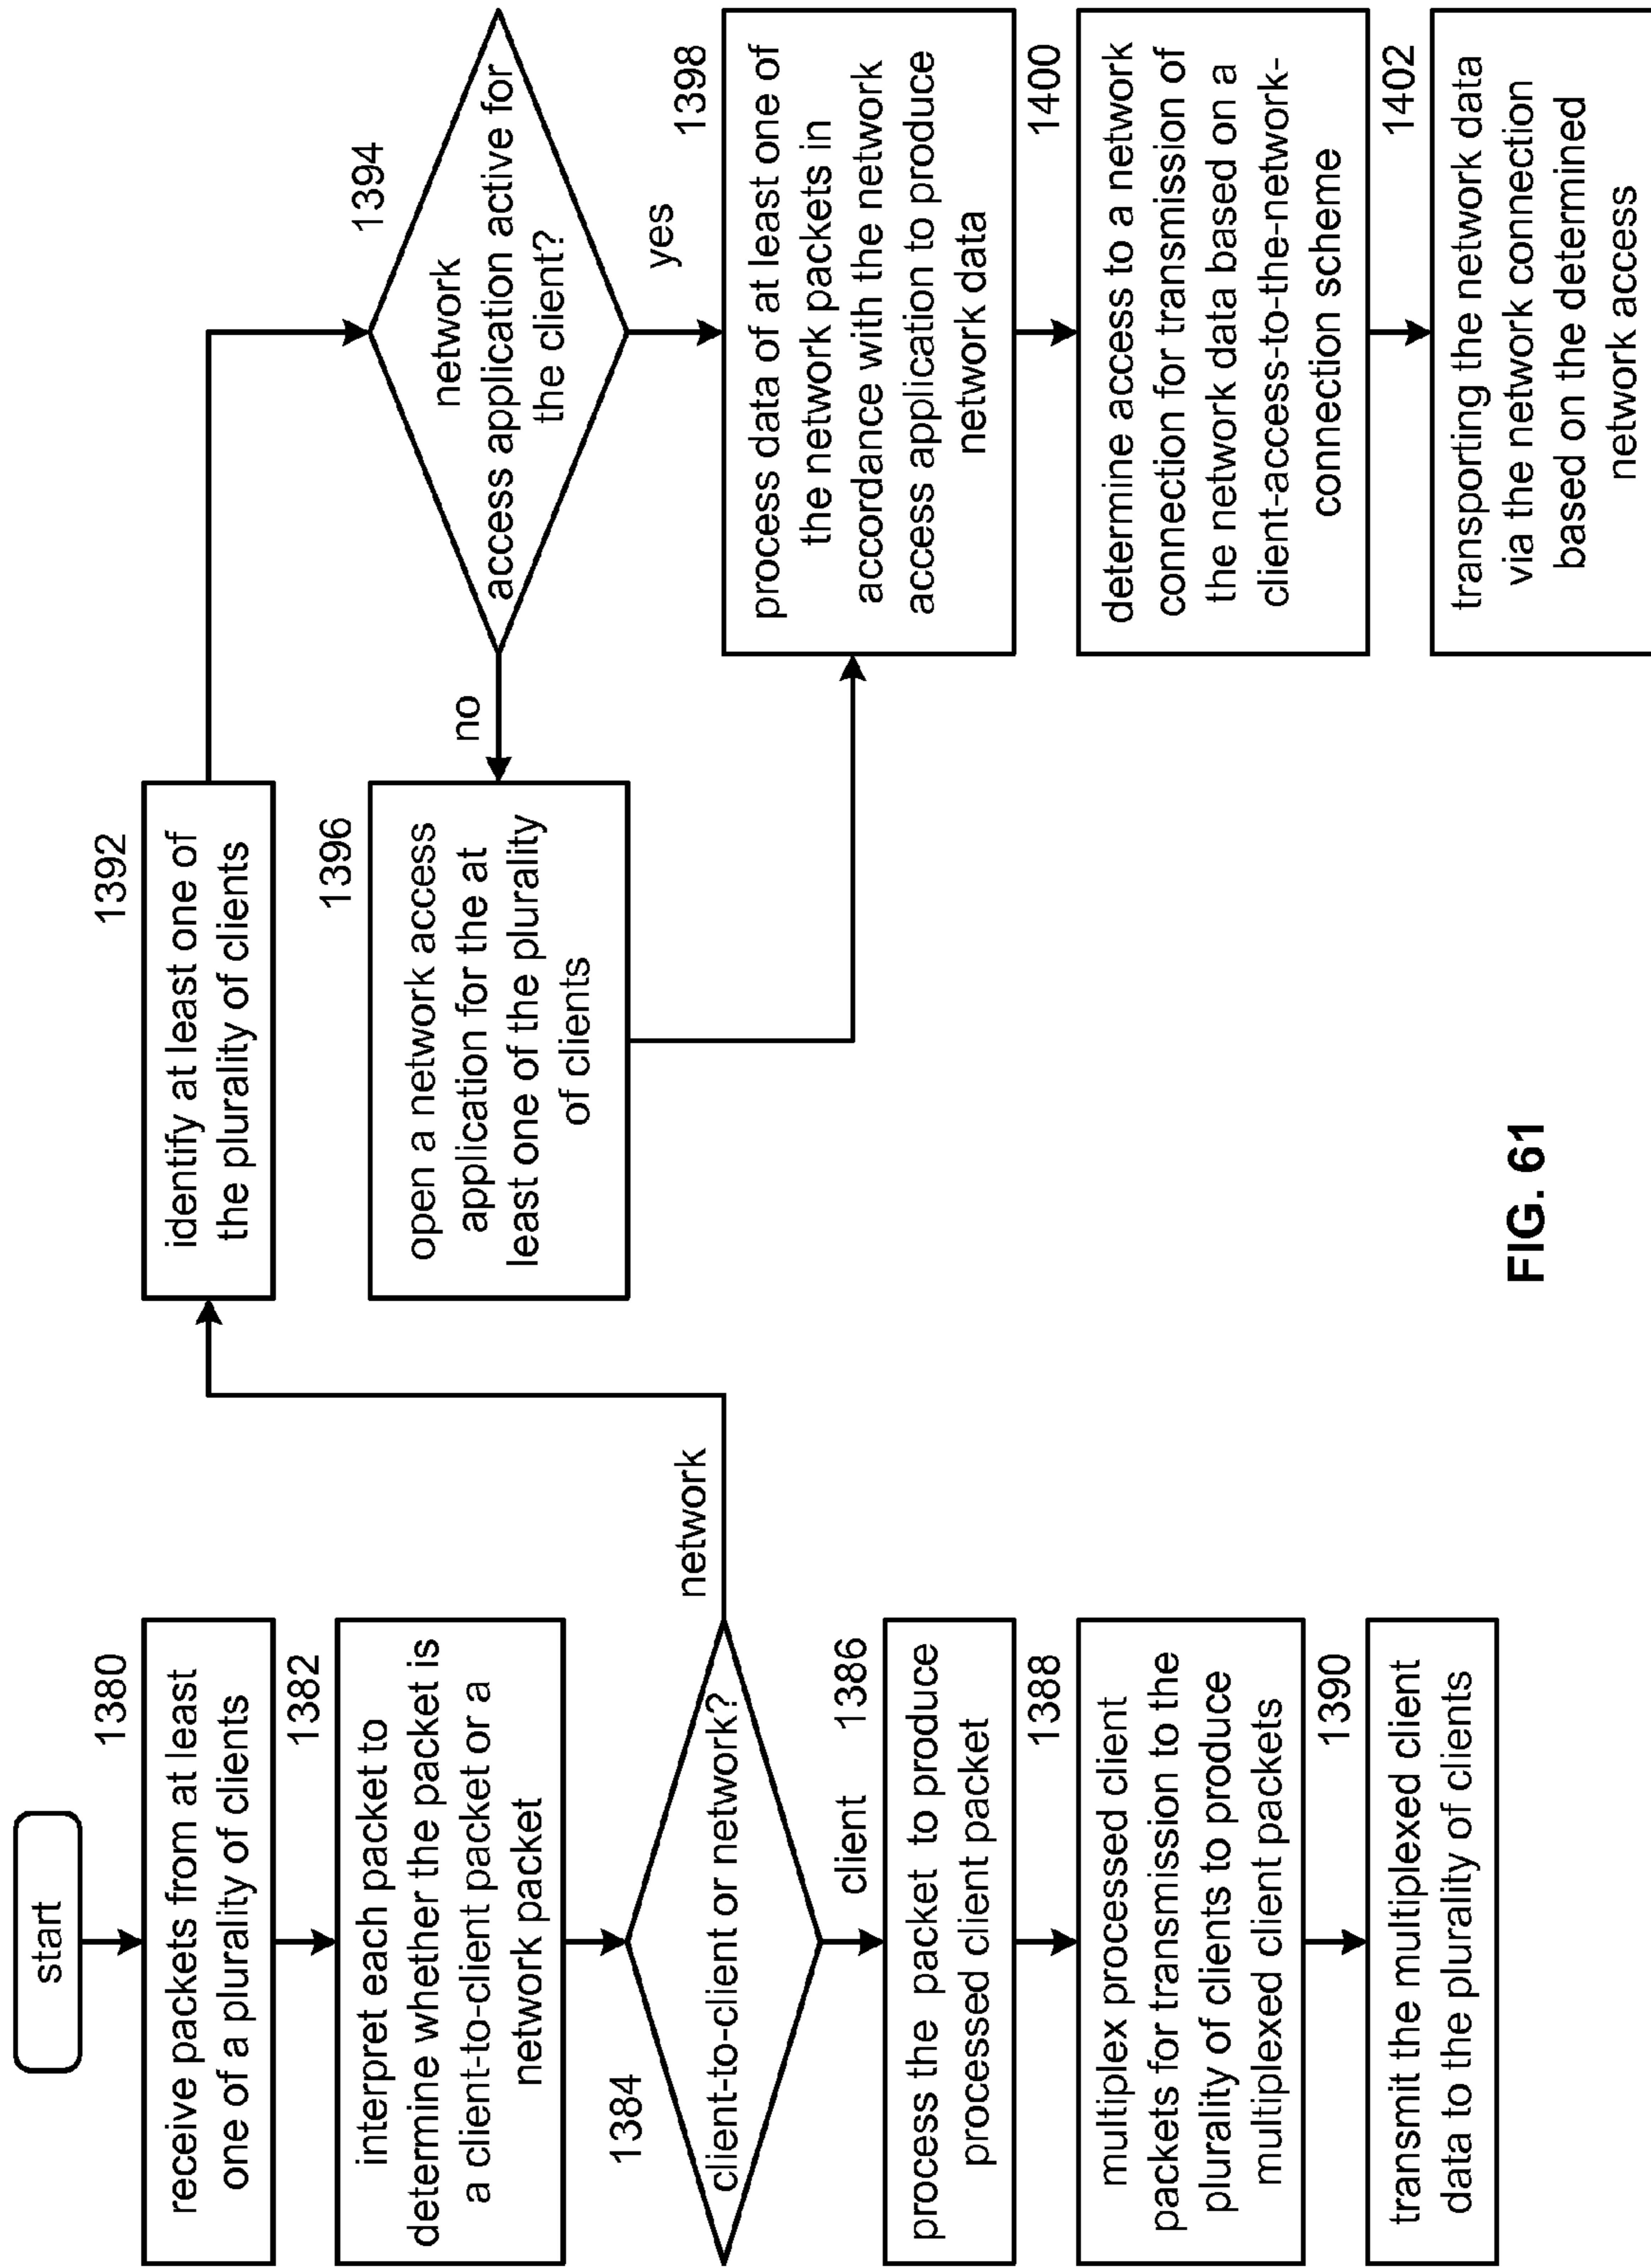 start
1380
receive packets from at least
one of a plurality of clients
1382
interpret each packet to
determine whether the packet is
a client-to-client packet or a
network packet
1384
client-to-client or network?
network
client
1386
process the packet to produce
processed client packet
1388
multiplex processed client
packets for transmission to the
plurality of clients to produce
multiplexed client packets
1390
transmit the multiplexed client
data to the plurality of clients
1392
identify at least one of
the plurality of clients
1394
network
access application active for
the client?
no
yes
1396
open a network access
application for the at
least one of the plurality
of clients
1398
process data of at least one of
the network packets in
accordance with the network
access application to produce
network data
1400
determine access to a network
connection for transmission of
the network data based on a
client-access-to-the-network-
connection scheme
1402
transporting the network data
via the network connection
based on the determined
network access
FIG. 61